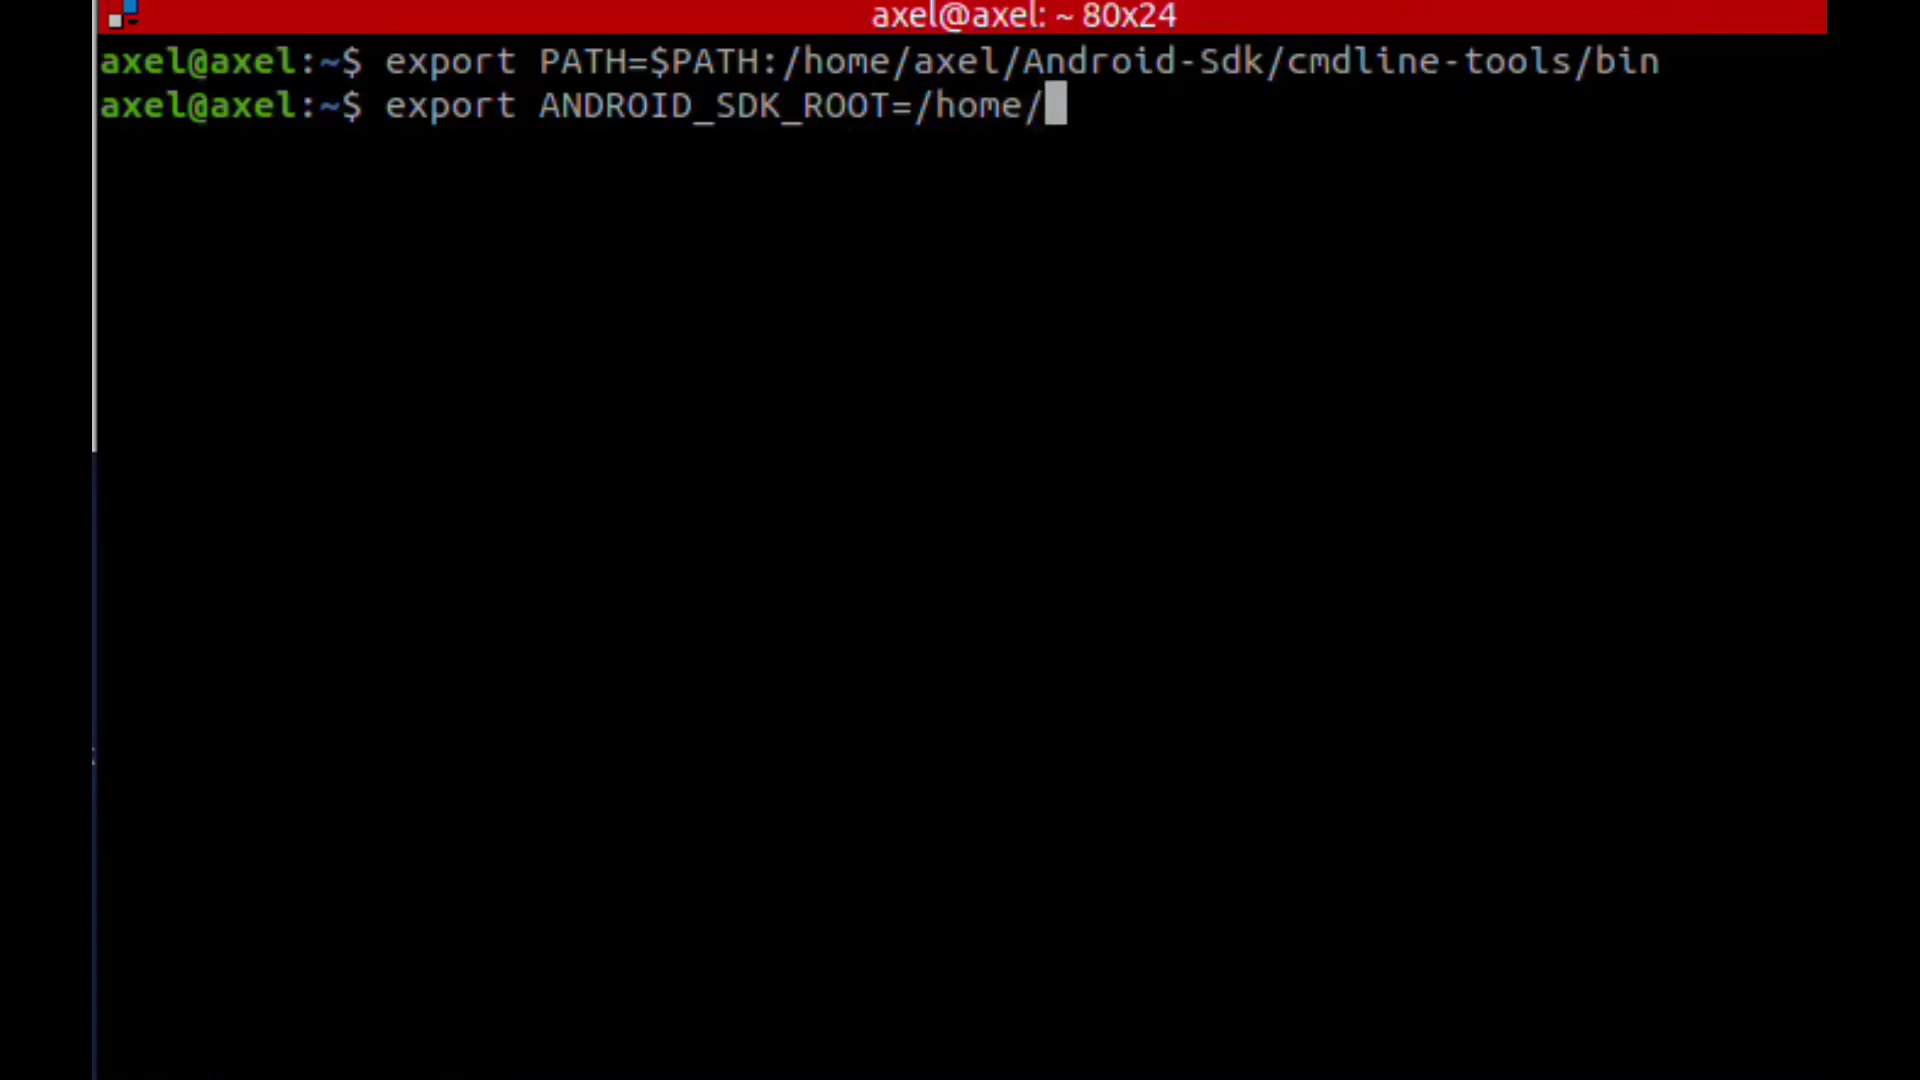 axel@axel: ~ 80x24
axel@axel:~$ export PATH=$PATH:/home/axel/Android-Sdk/cmdline-tools/bin
axel@axel:~$ export ANDROID_SDK_ROOT=/home/